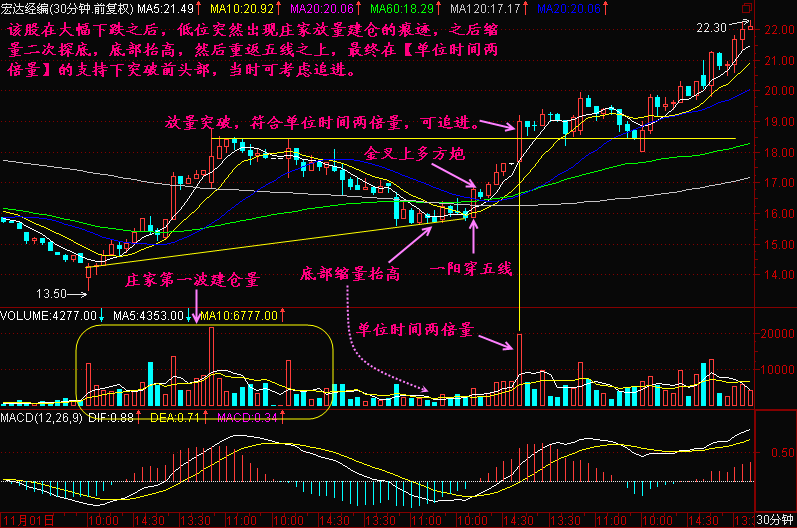 宏达经编(30分钟.前复权) MA5:21.49↑ MA10:20.92↑ MA20:20.06↑ MA60:18.29↑ MA120:17.17↑ MA20:20.06↑
该股在大幅下跌之后，低位突然出现庄家放量建仓的痕迹，之后缩
量二次探底，底部抬高，然后重返五线之上，最终在【单位时间两
倍量】的支持下突破前头部，当时可考虑追进。
22.30
22.00
21.00
20.00
放量突破，符合单位时间两倍量，可追进。
19.00
18.00
金叉上多方炮
17.00
16.00
15.00
一阳穿五线
底部缩量抬高
庄家第一波建仓量
14.00
13.50
VOLUME:4277.00↓ MA5:4353.00↓ MA10:6777.00↑
单位时间两倍量
20000
10000
MACD(12,26,9) DIF:0.88↑ DEA:0.71↑ MACD:0.34↑
0.50
11月01日 10:00 14:30 13:30 11:00 10:00 14:30 13:30 11:00 10:00 14:30 13:30 11:00 10:00 14:30 13:3 30分钟